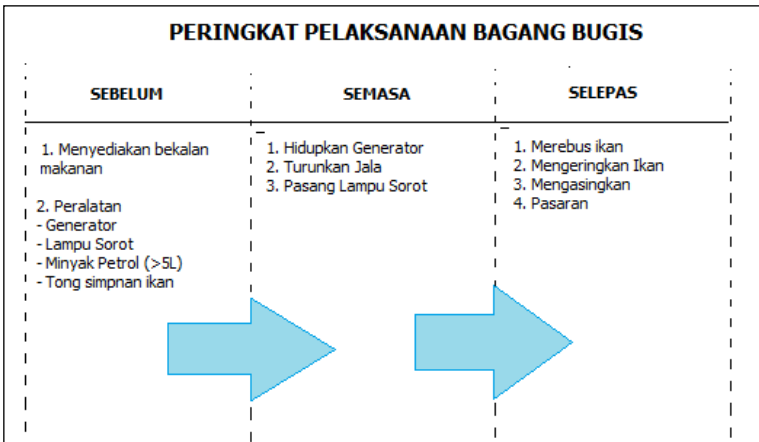 PERINGKAT PELAKSANAAN BAGANG BUGIS
SEBELUM
1. Menyediakan bekalan
makanan
2. Peralatan
- Generator
- Lampu Sorot
- Minyak Petrol (>5L)
- Tong simpnan ikan
SEMASA
1. Hidupkan Generator
2. Turunkan Jala
3. Pasang Lampu Sorot
SELEPAS
1. Merebus ikan
2. Mengeringkan Ikan
3. Mengasingkan
4. Pasaran